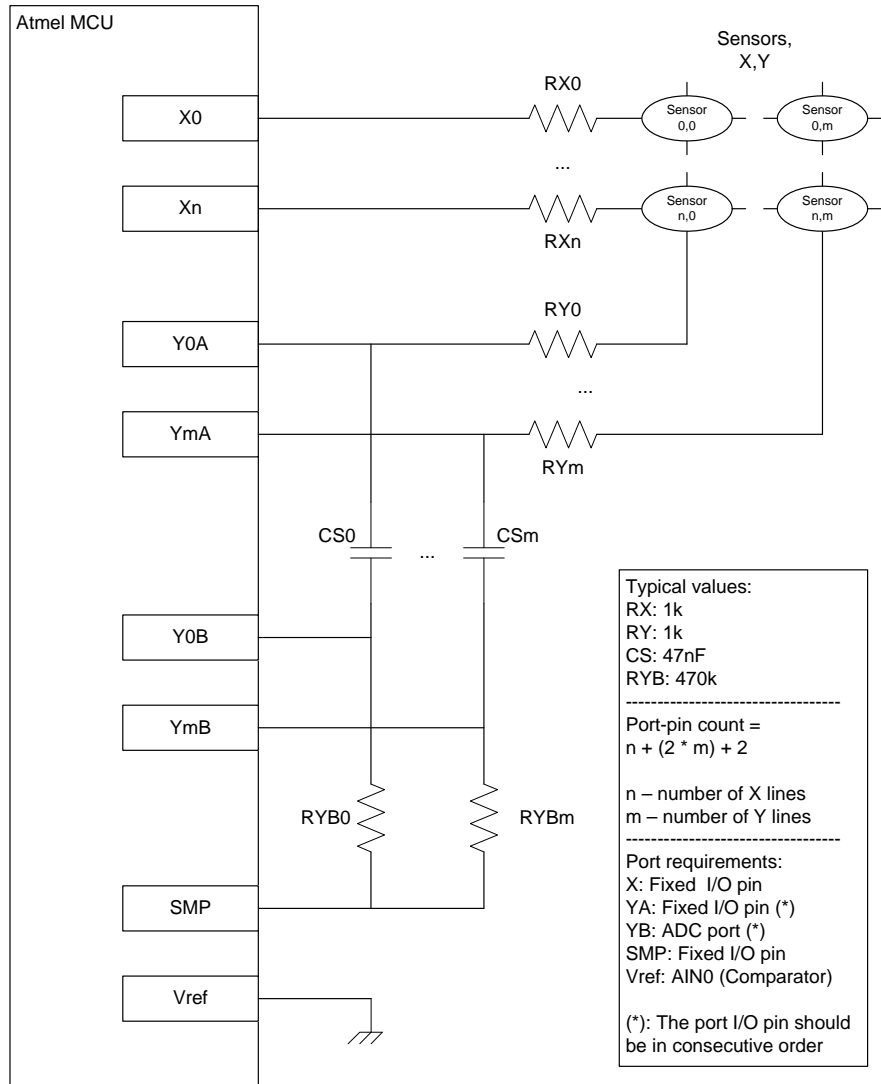 Atmel MCU
Sensors,
X,Y
X0
RX0
Sensor
0,0
Sensor
0,m
...
Xn
RXn
Sensor
n,0
Sensor
n,m
Y0A
RY0
...
YmA
RYm
CS0
...
CSm
Y0B
YmB
RYB0
RYBm
SMP
Vref
Typical values:
RX: 1k
RY: 1k
CS: 47nF
RYB: 470k
----------------------------------
Port-pin count =
n + (2 * m) + 2
n – number of X lines
m – number of Y lines
----------------------------------
Port requirements:
X: Fixed I/O pin
YA: Fixed I/O pin (*)
YB: ADC port (*)
SMP: Fixed I/O pin
Vref: AIN0 (Comparator)
(*): The port I/O pin should
be in consecutive order